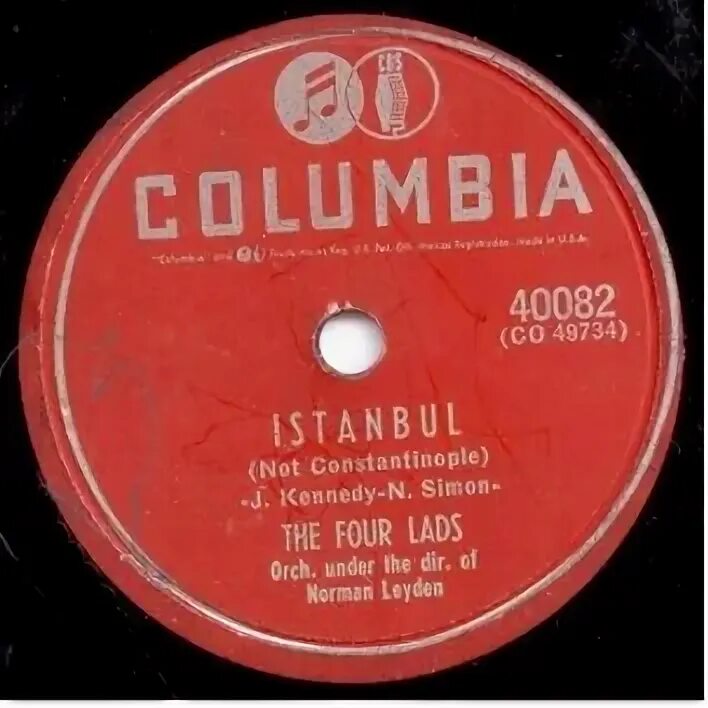 CBS
COLUMBIA
40082
(CO 49734)
ISTANBUL
(Not Constantinople)
-J. Kennedy-N. Simon-
THE FOUR LADS
Orch. under the dir. of
Norman Leyden